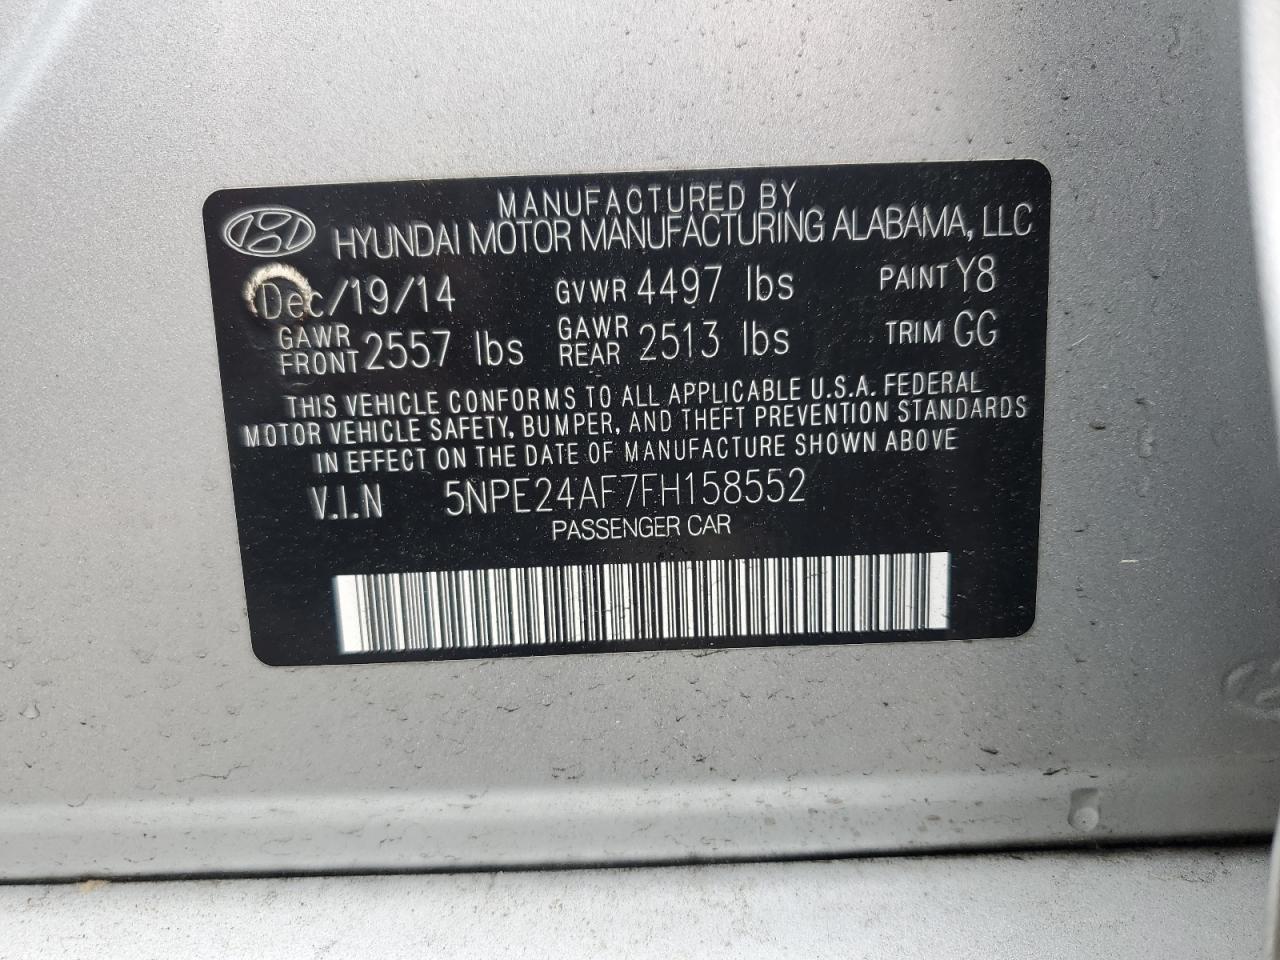 MANUFACTURED BY
HYUNDAI MOTOR MANUFACTURING ALABAMA, LLC
Dec/19/14 GVWR 4497 lbs PAINT Y8
GAWR FRONT 2557 lbs GAWR REAR 2513 lbs TRIM GG
THIS VEHICLE CONFORMS TO ALL APPLICABLE U.S.A. FEDERAL
MOTOR VEHICLE SAFETY, BUMPER, AND THEFT PREVENTION STANDARDS
IN EFFECT ON THE DATE OF MANUFACTURE SHOWN ABOVE
V.I.N 5NPE24AF7FH158552
PASSENGER CAR